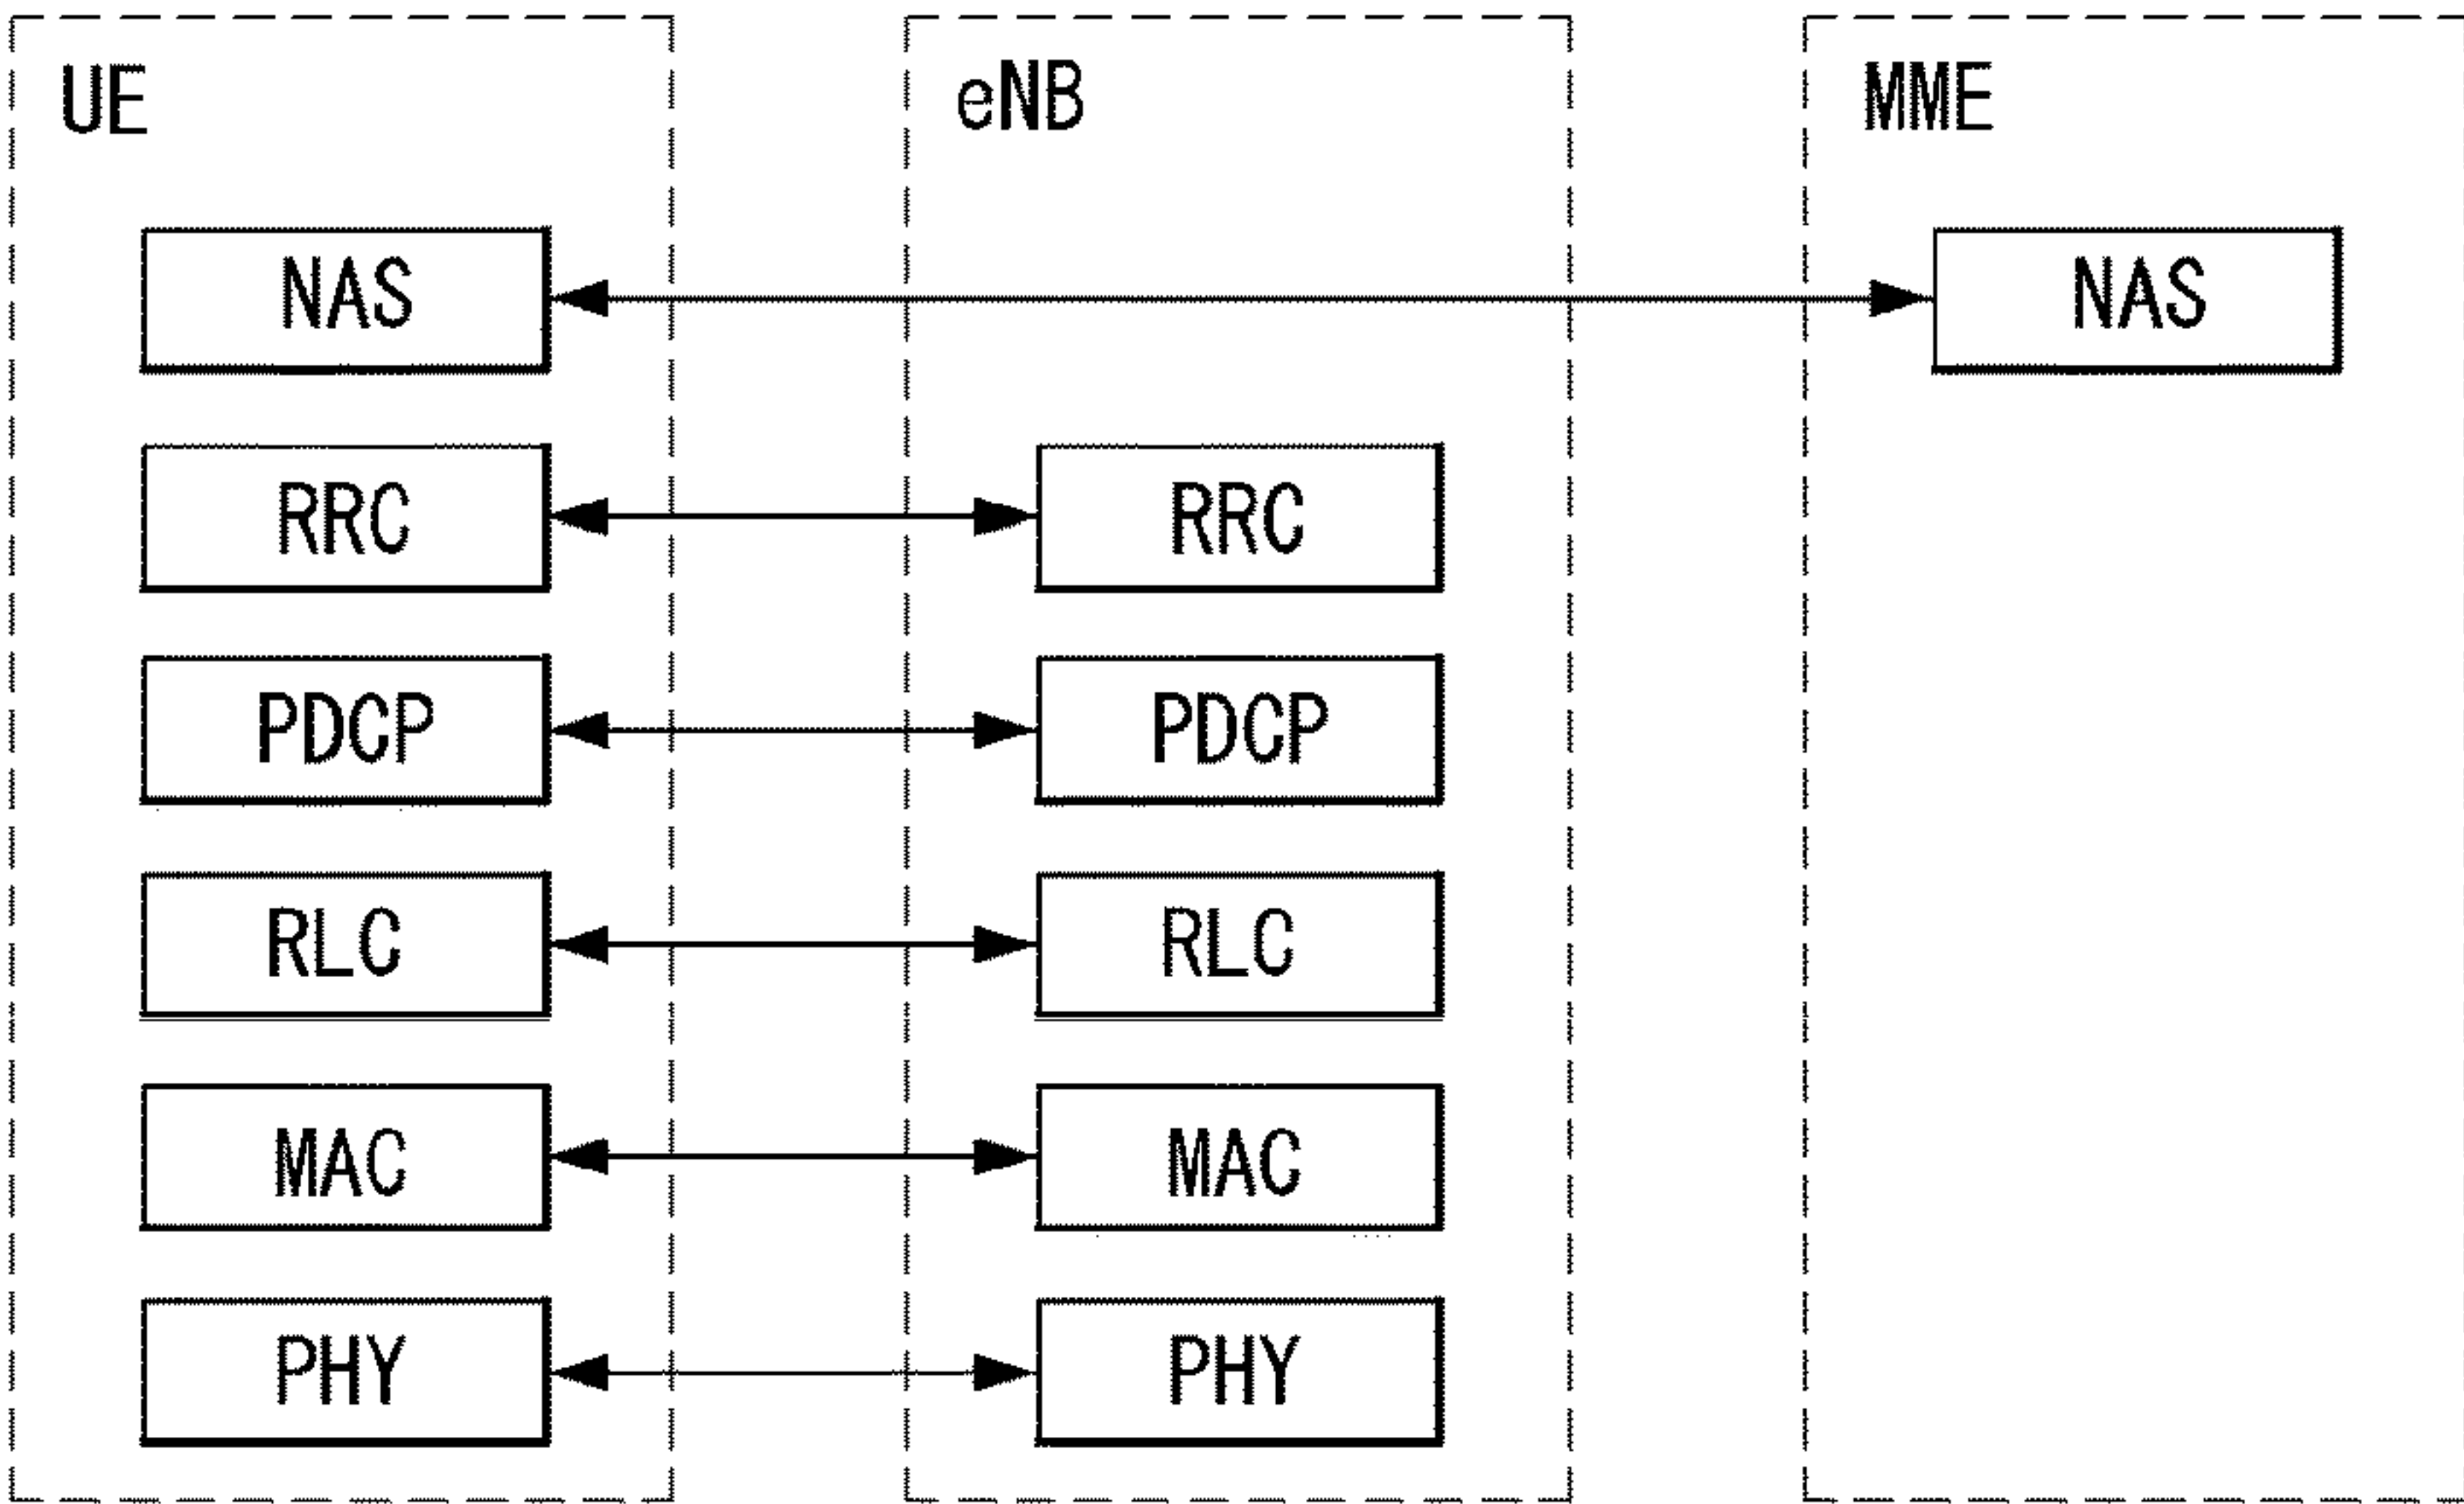 UE eNB MME
NAS NAS
RRC RRC
PDCP PDCP
RLC RLC
MAC MAC
PHY PHY